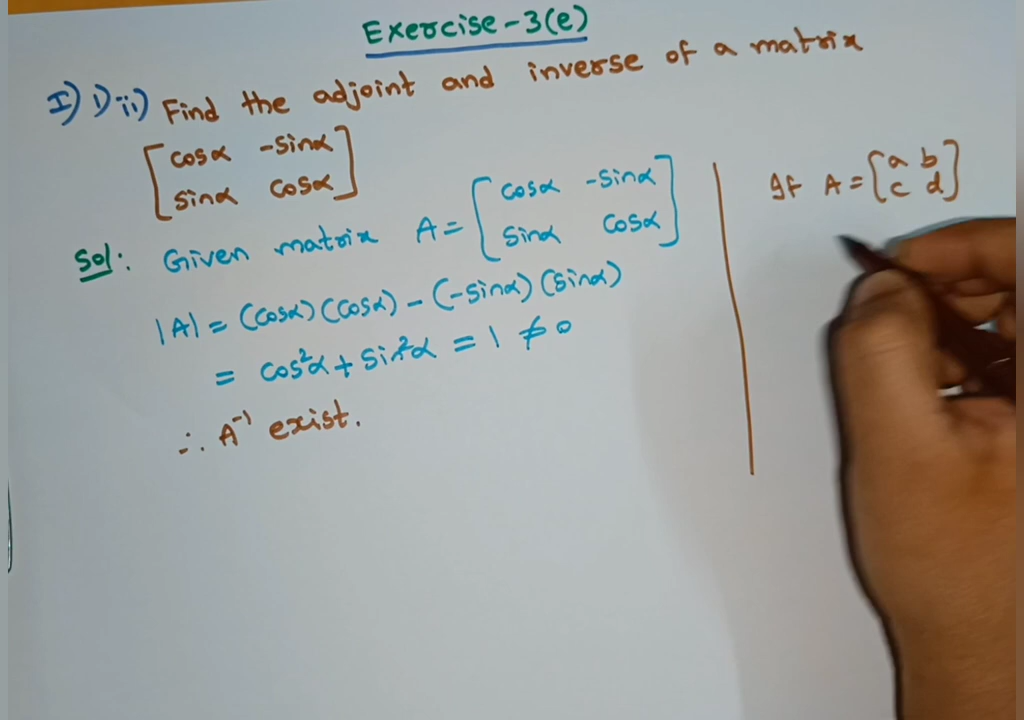 Exercise-3(e)
I) 1) ii) Find the adjoint and inverse of a matrix
[cosα -sinα
sinα cosα]
Sol: Given matrix A = [cosα -sinα
sinα cosα]
|A| = (cosα)(cosα) - (-sinα)(sinα)
= cos²α + sin²α = 1 ≠ 0
∴ A⁻¹ exist.
If A = [a b
c d]